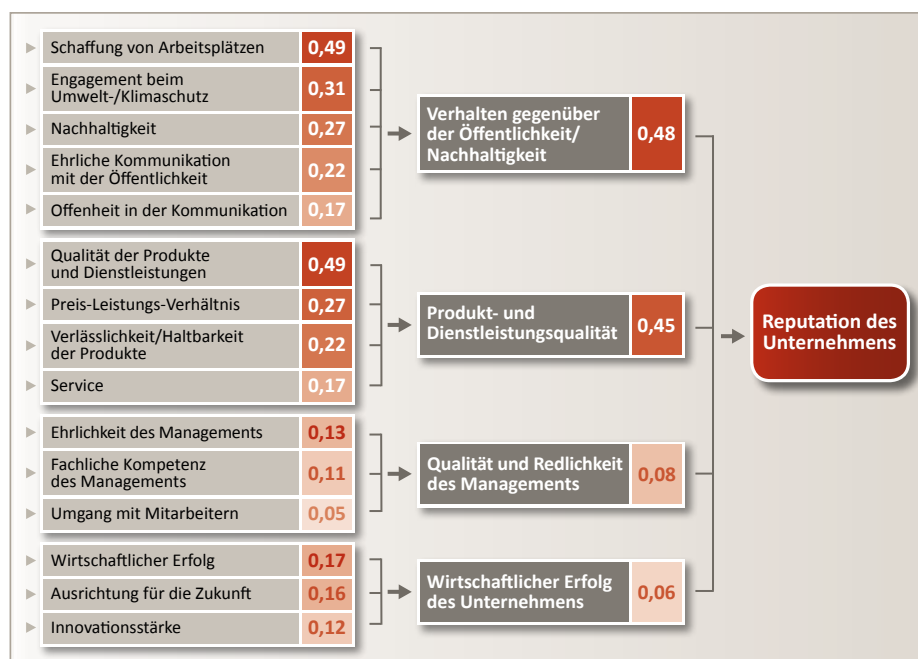 Schaffung von Arbeitsplätzen 0,49
Engagement beim
Umwelt-/Klimaschutz 0,31
Nachhaltigkeit 0,27
Ehrliche Kommunikation
mit der Öffentlichkeit 0,22
Offenheit in der Kommunikation 0,17
Verhalten gegenüber
der Öffentlichkeit/
Nachhaltigkeit 0,48
Qualität der Produkte
und Dienstleistungen 0,49
Preis-Leistungs-Verhältnis 0,27
Verlässlichkeit/Haltbarkeit
der Produkte 0,22
Service 0,17
Produkt- und
Dienstleistungsqualität 0,45
Ehrlichkeit des Managements 0,13
Fachliche Kompetenz
des Managements 0,11
Umgang mit Mitarbeitern 0,05
Qualität und Redlichkeit
des Managements 0,08
Wirtschaftlicher Erfolg 0,17
Ausrichtung für die Zukunft 0,16
Innovationsstärke 0,12
Wirtschaftlicher Erfolg
des Unternehmens 0,06
Reputation des
Unternehmens